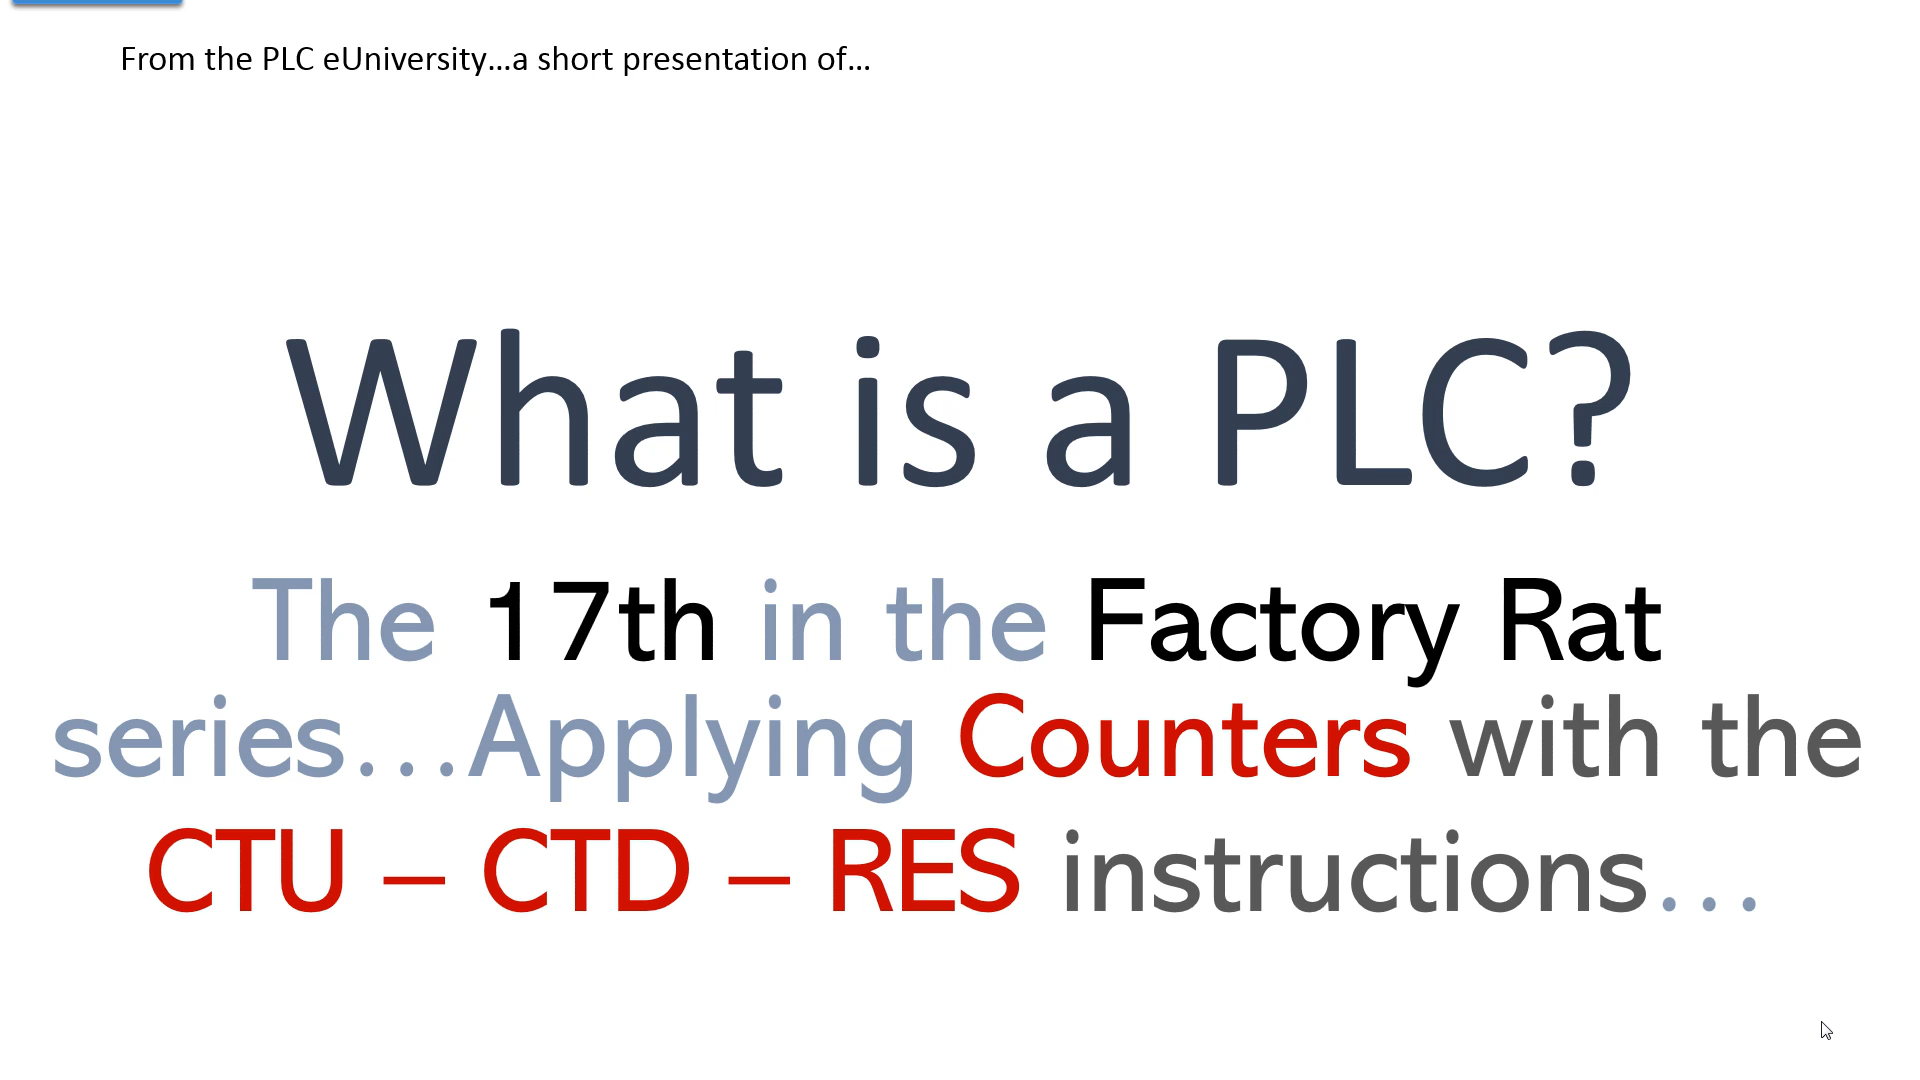 From the PLC eUniversity...a short presentation of...
What is a PLC?
The 17th in the Factory Rat
series...Applying Counters with the
CTU – CTD – RES instructions...